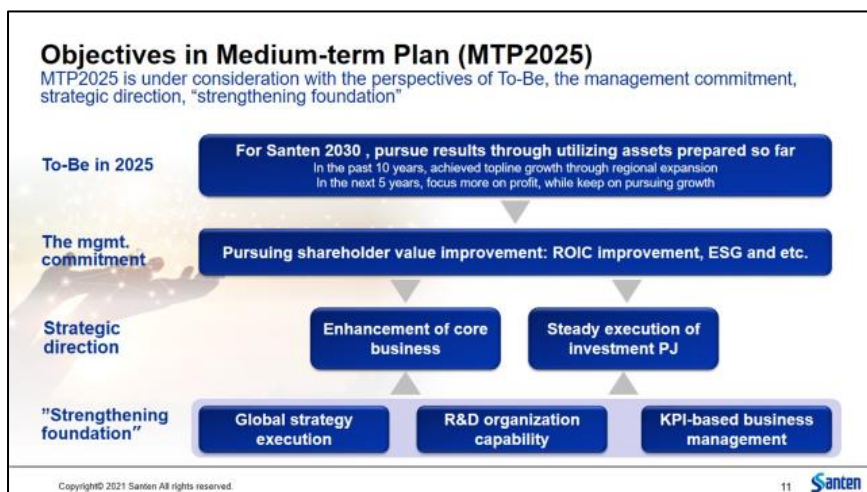 Objectives in Medium-term Plan (MTP2025)
MTP2025 is under consideration with the perspectives of To-Be, the management commitment,
strategic direction, “strengthening foundation”
To-Be in 2025
For Santen 2030 , pursue results through utilizing assets prepared so far
In the past 10 years, achieved topline growth through regional expansion
In the next 5 years, focus more on profit, while keep on pursuing growth
The mgmt.
commitment
Pursuing shareholder value improvement: ROIC improvement, ESG and etc.
Strategic
direction
Enhancement of core
business
Steady execution of
investment PJ
”Strengthening
foundation”
Global strategy
execution
R&D organization
capability
KPI-based business
management
Copyright© 2021 Santen All rights reserved.
11
Santen